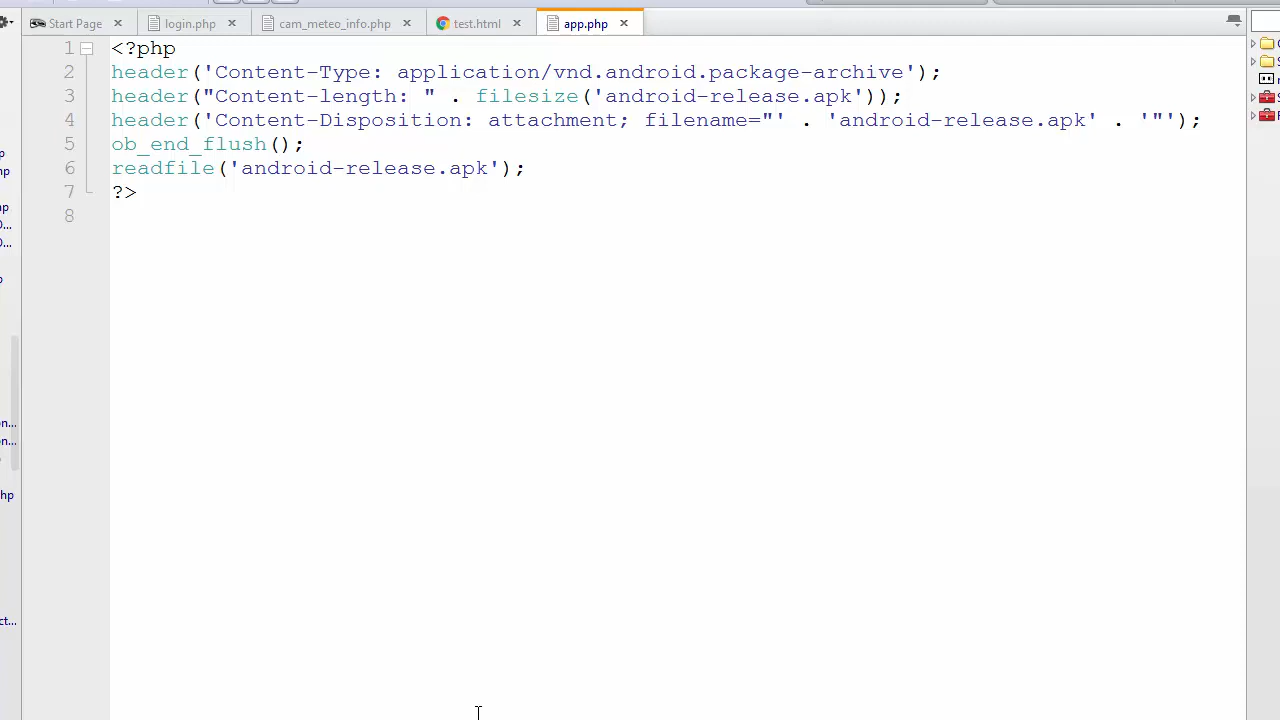 Start Page login.php cam_meteo_info.php test.html app.php
1 <?php
2 header('Content-Type: application/vnd.android.package-archive');
3 header("Content-length: " . filesize('android-release.apk'));
4 header('Content-Disposition: attachment; filename="' . 'android-release.apk' . '"');
5 ob_end_flush();
6 readfile('android-release.apk');
7 ?>
8